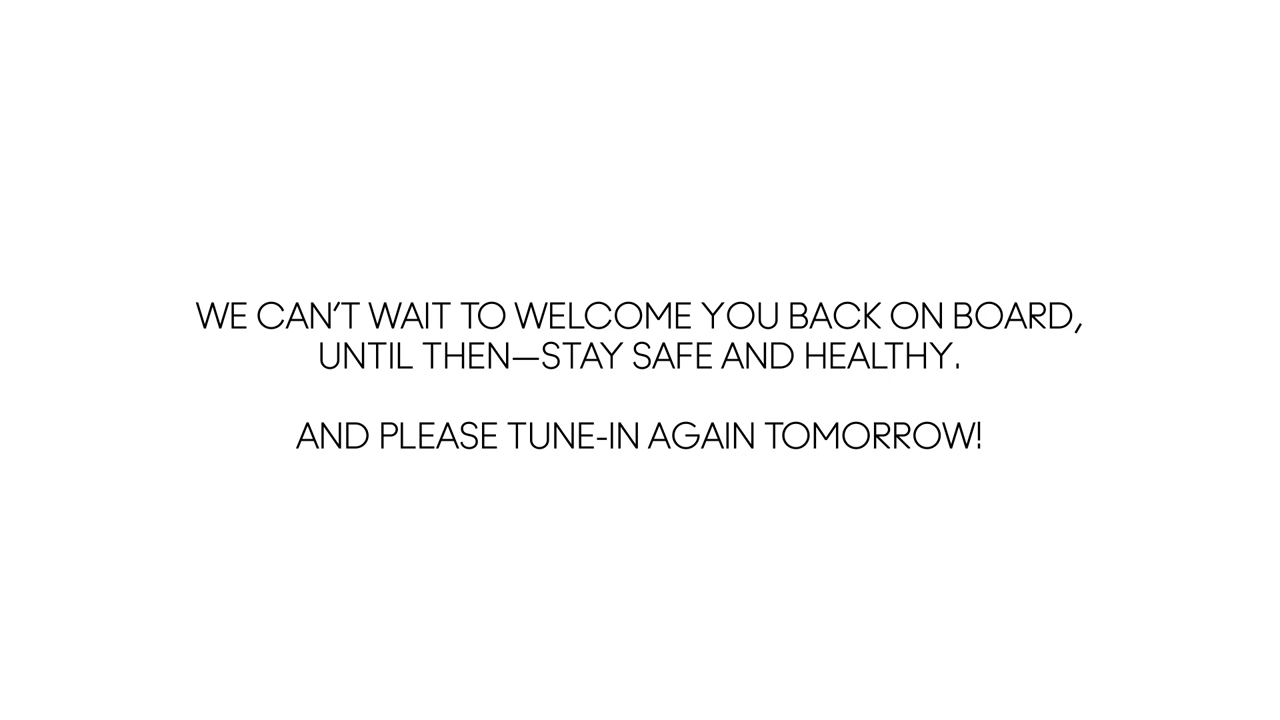 WE CAN’T WAIT TO WELCOME YOU BACK ON BOARD,
UNTIL THEN—STAY SAFE AND HEALTHY.
AND PLEASE TUNE-IN AGAIN TOMORROW!